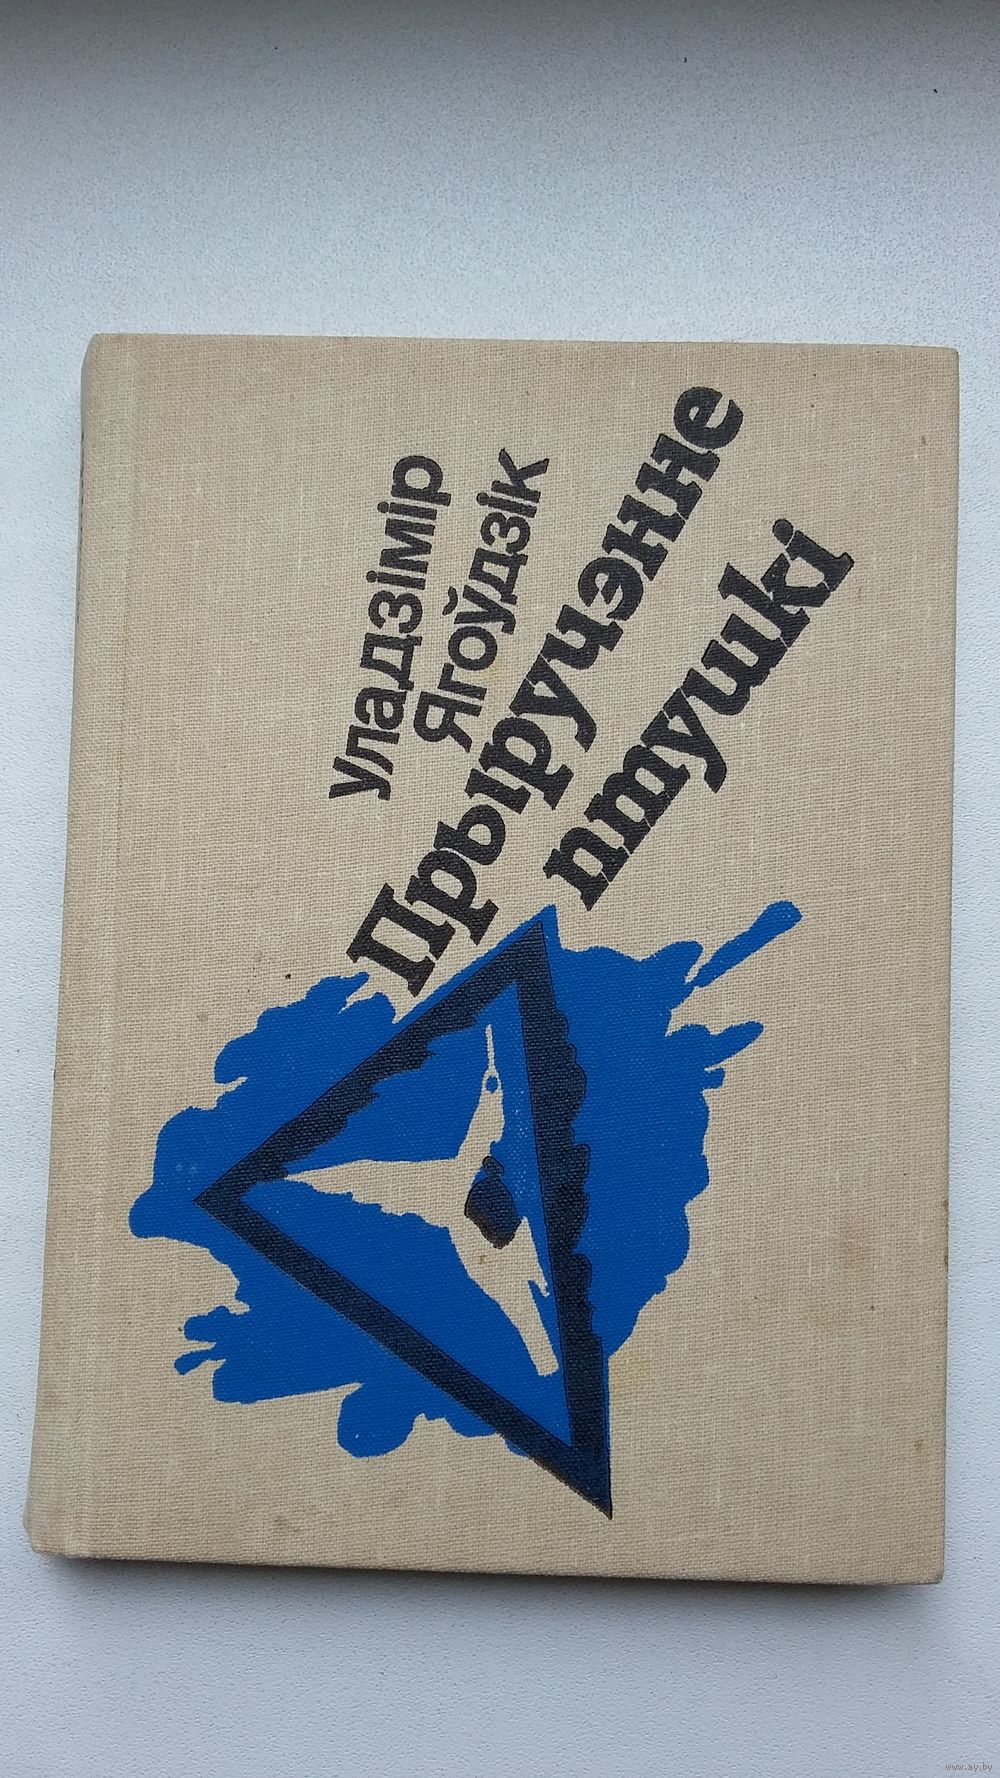 Уладзімір
Ягоўдзік
Прыручэнне
птушкі
www.ay.by